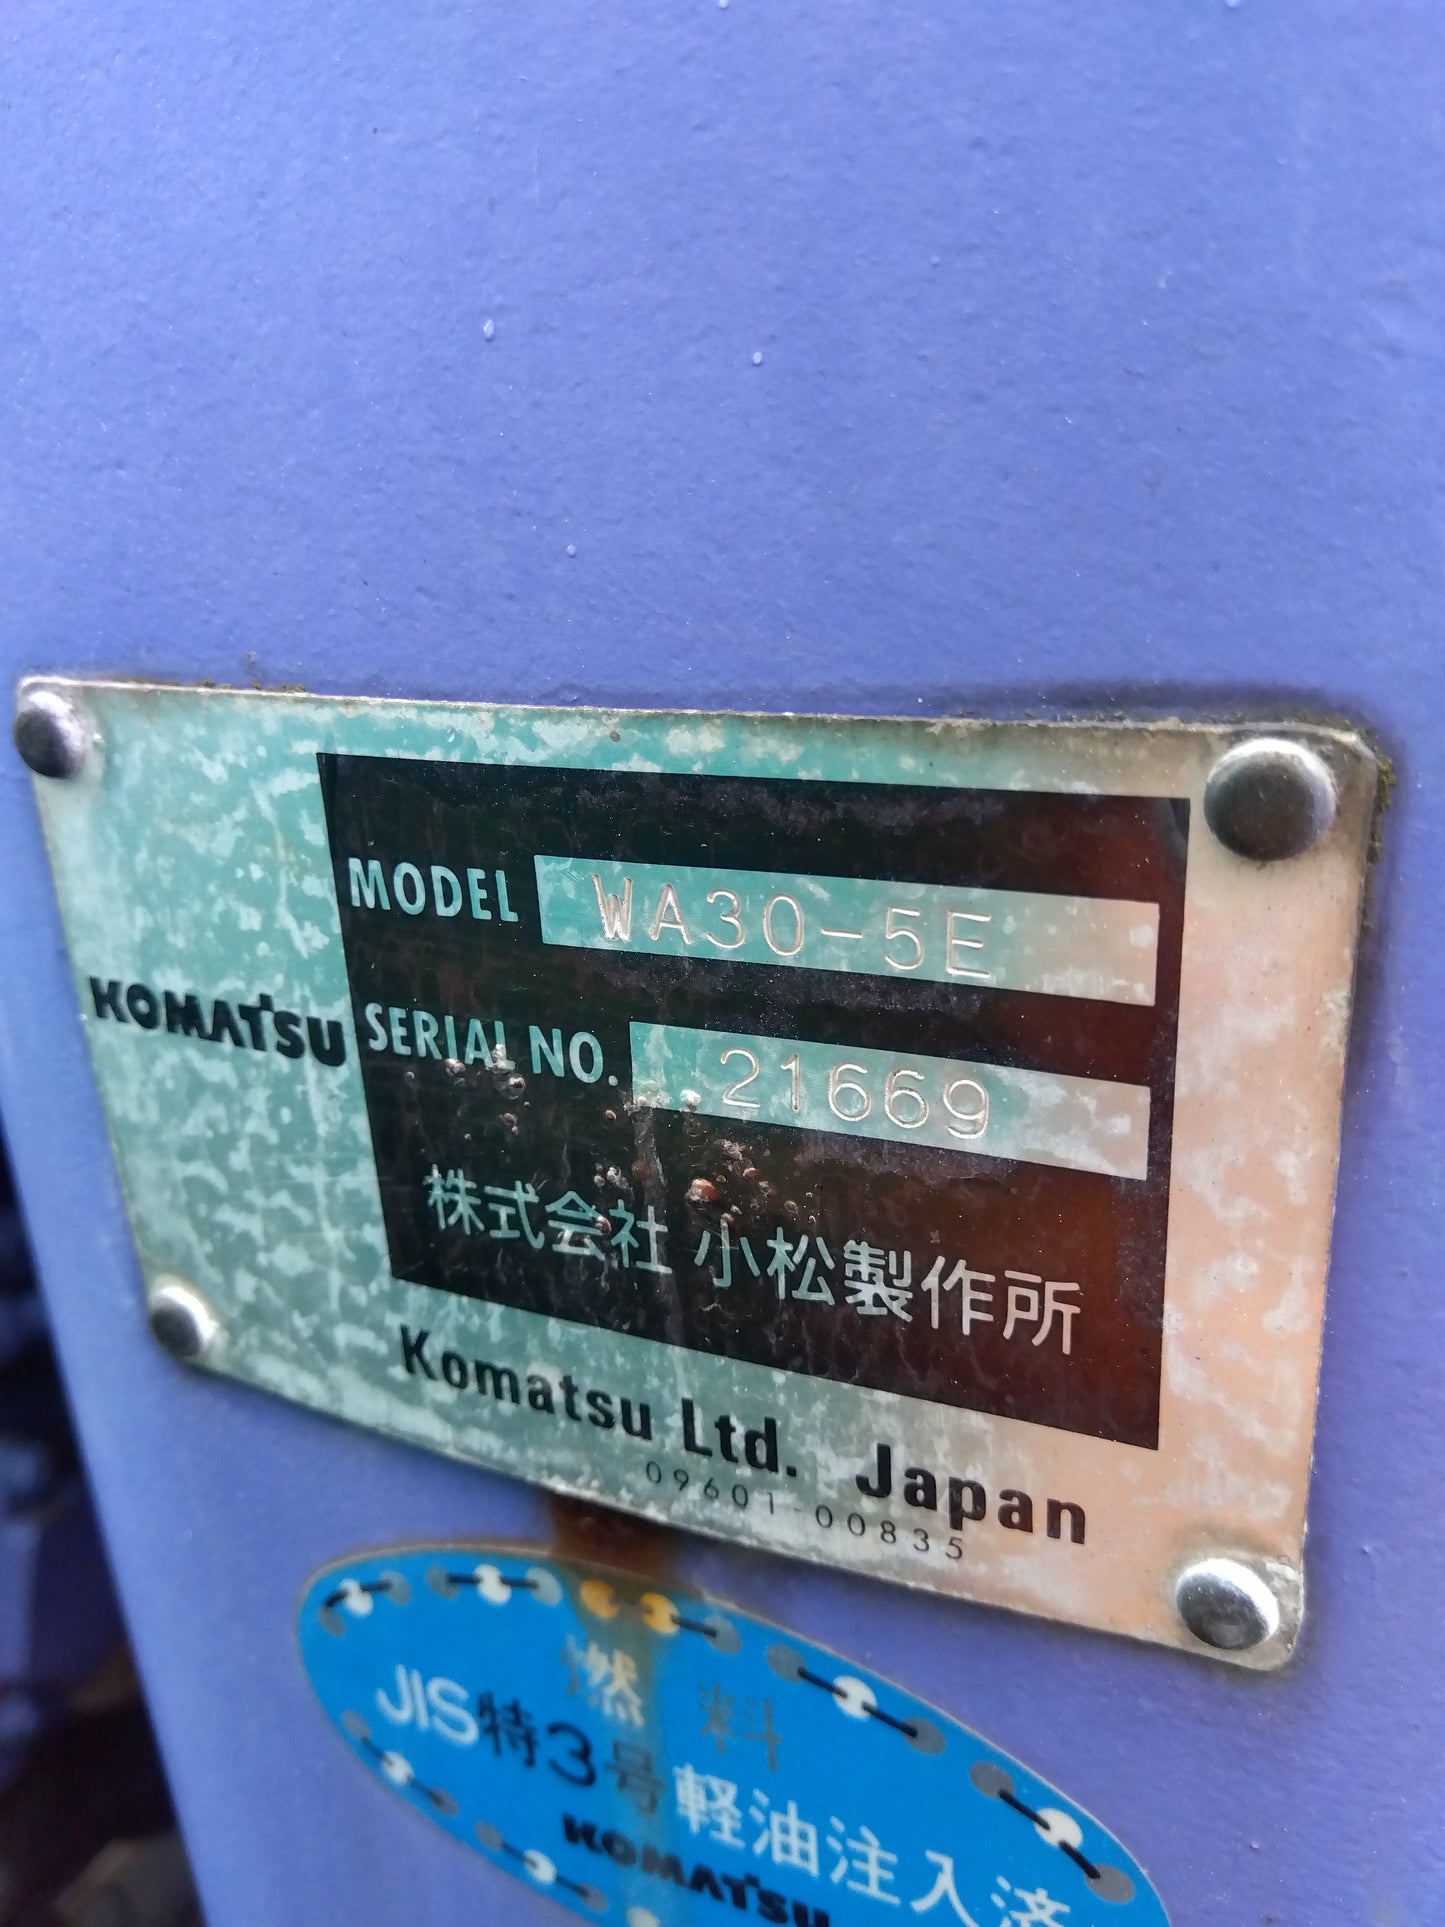 MODEL WA30-5E
KOMATSU
SERIAL NO. 21669
株式会社 小松製作所
Komatsu Ltd. Japan
09601-00835
燃料
JIS特3号軽油注入済
KOMATSU